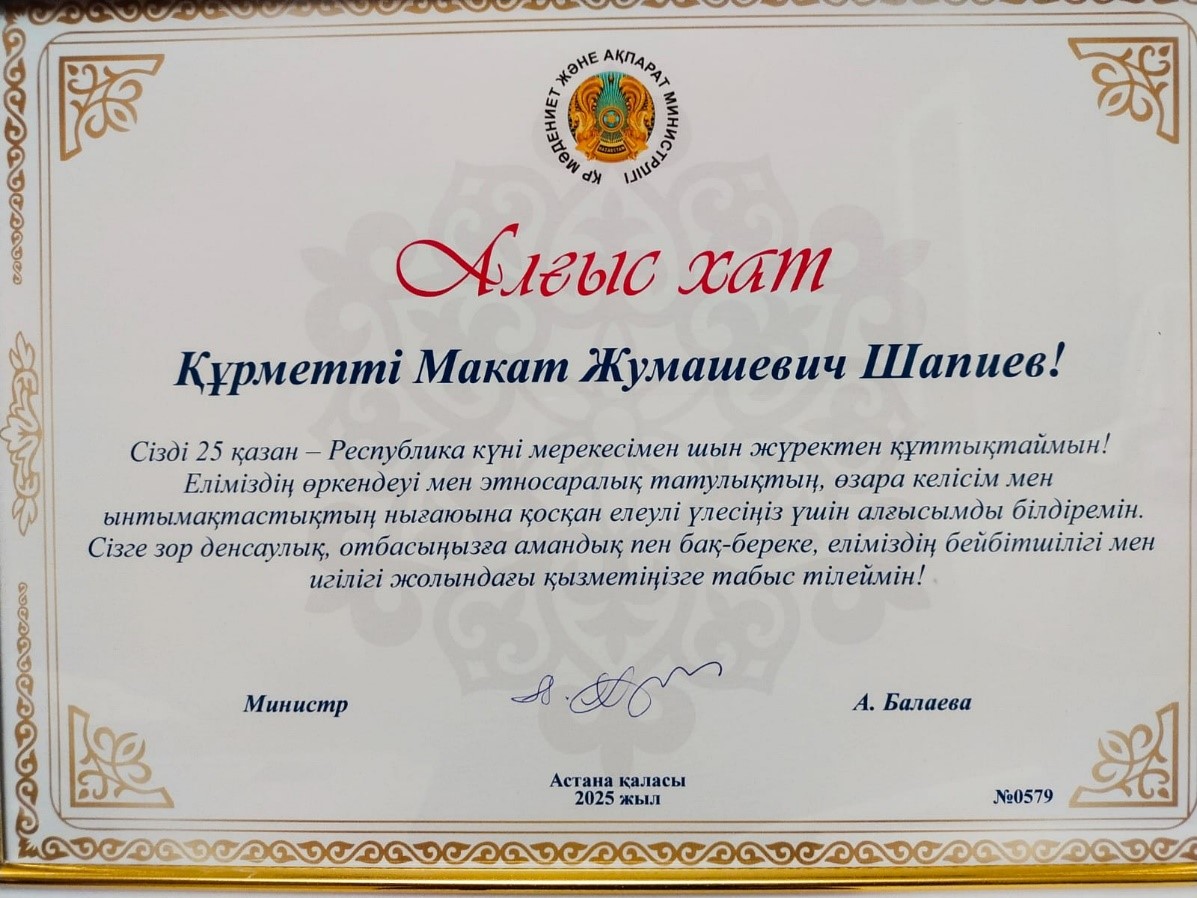 ҚР МӘДЕНИЕТ ЖӘНЕ АҚПАРАТ МИНИСТРЛІГІ
Алғыс хат
Құрметті Макат Жумашевич Шапиев!
Сізді 25 қазан – Республика күні мерекесімен шын жүректен құттықтаймын!
Еліміздің өркендеуі мен этносаралық татулықтың, өзара келісім мен
ынтымақтастықтың нығаюына қосқан елеулі үлесіңіз үшін алғысымды білдіремін.
Сізге зор денсаулық, отбасыңызға амандық пен бақ-береке, еліміздің бейбітшілігі мен
игілігі жолындағы қызметіңізге табыс тілеймін!
Министр
А. Балаева
Астана қаласы
2025 жыл
№0579